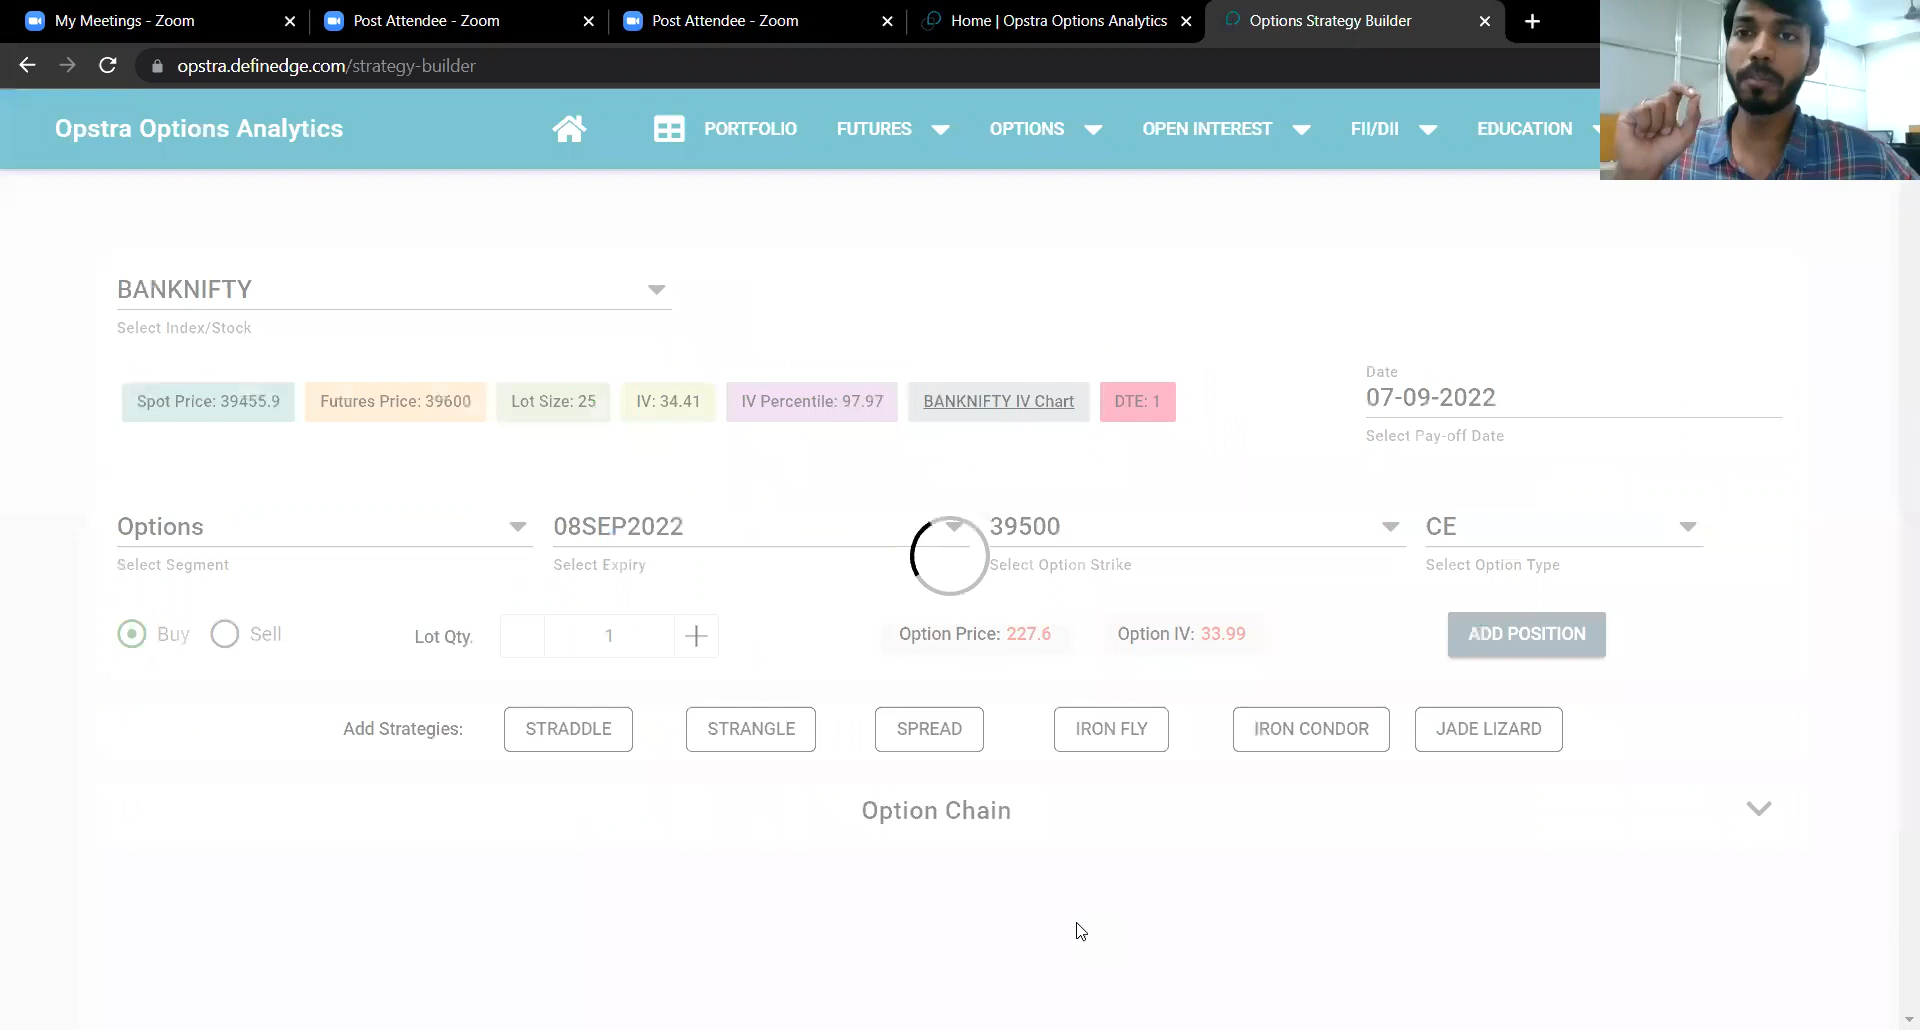 My Meetings - Zoom
Post Attendee - Zoom
Post Attendee - Zoom
Home | Opstra Options Analytics
Options Strategy Builder
opstra.definedge.com/strategy-builder
Opstra Options Analytics
PORTFOLIO
FUTURES
OPTIONS
OPEN INTEREST
FII/DII
EDUCATION
BANKNIFTY
Select Index/Stock
Spot Price: 39455.9
Futures Price: 39600
Lot Size: 25
IV: 34.41
IV Percentile: 97.97
BANKNIFTY IV Chart
DTE: 1
Date
07-09-2022
Select Pay-off Date
Options
Select Segment
08SEP2022
Select Expiry
39500
Select Option Strike
CE
Select Option Type
Buy
Sell
Lot Qty.
1
Option Price: 227.6
Option IV: 33.99
ADD POSITION
Add Strategies:
STRADDLE
STRANGLE
SPREAD
IRON FLY
IRON CONDOR
JADE LIZARD
Option Chain